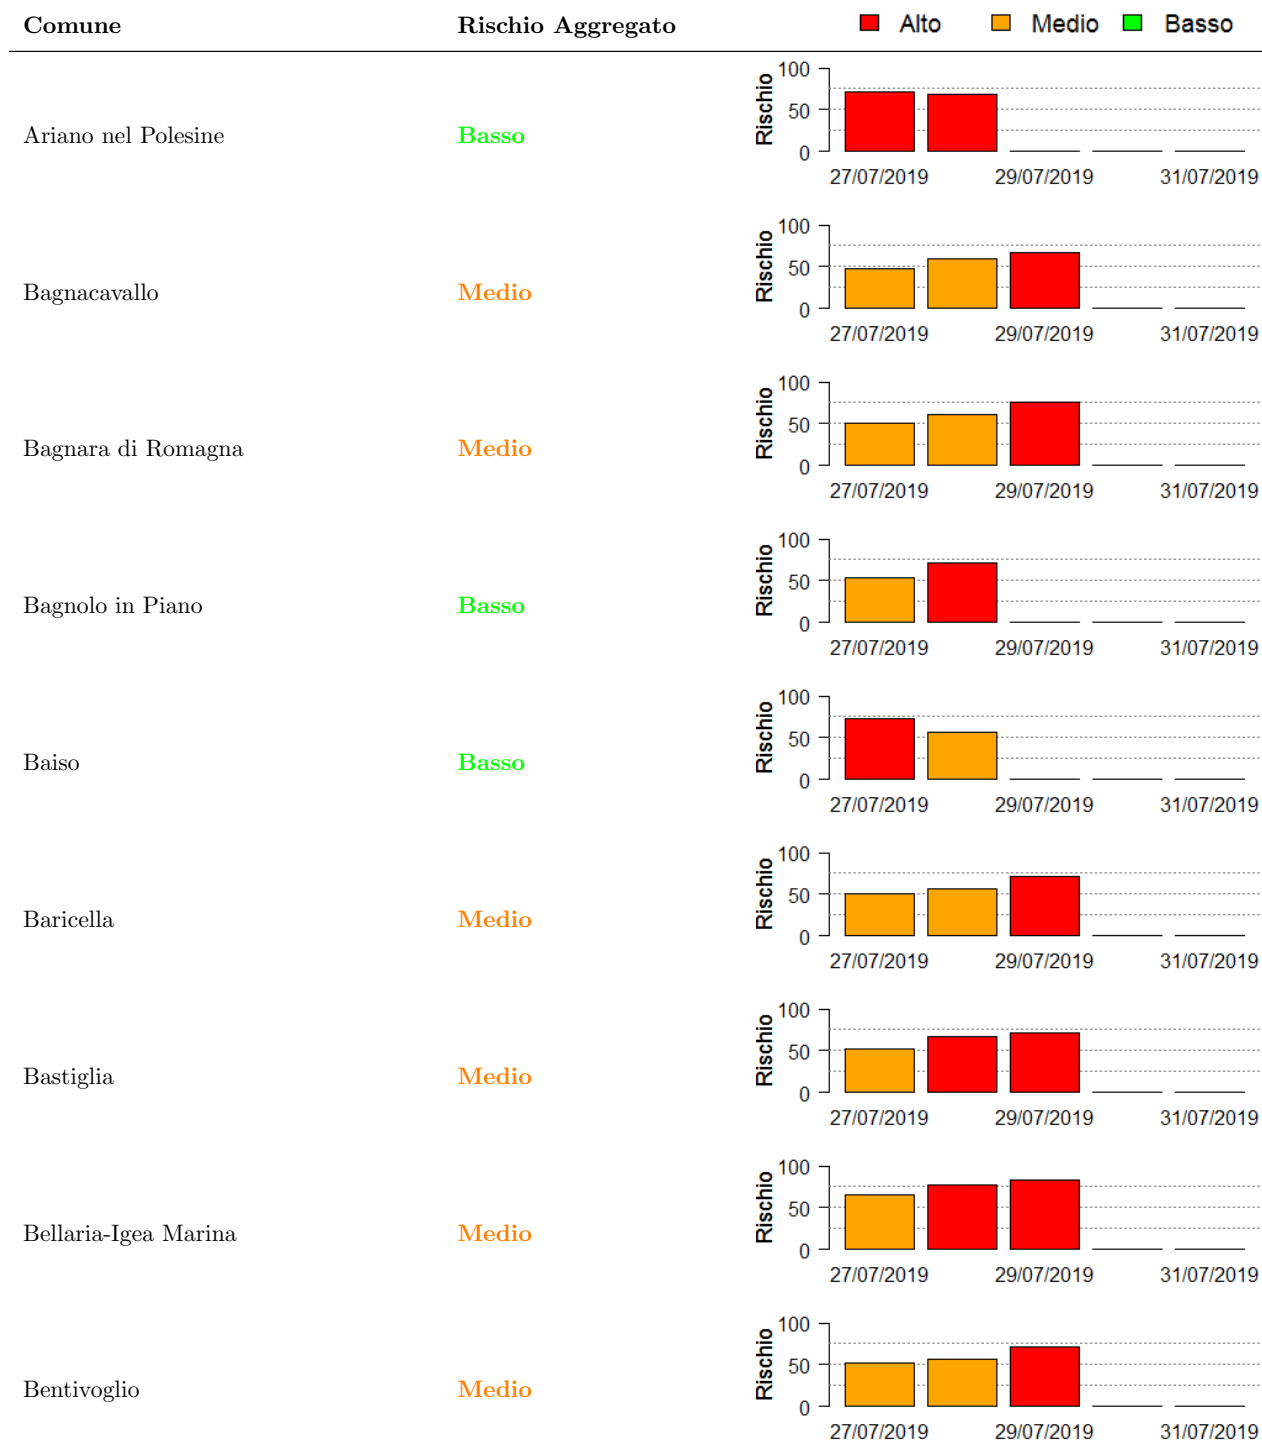 Comune Rischio Aggregato Alto Medio Basso
Ariano nel Polesine Basso Rischio 100 50 0
27/07/2019 29/07/2019 31/07/2019
Bagnacavallo Medio Rischio 100 50 0
27/07/2019 29/07/2019 31/07/2019
Bagnara di Romagna Medio Rischio 100 50 0
27/07/2019 29/07/2019 31/07/2019
Bagnolo in Piano Basso Rischio 100 50 0
27/07/2019 29/07/2019 31/07/2019
Baiso Basso Rischio 100 50 0
27/07/2019 29/07/2019 31/07/2019
Baricella Medio Rischio 100 50 0
27/07/2019 29/07/2019 31/07/2019
Bastiglia Medio Rischio 100 50 0
27/07/2019 29/07/2019 31/07/2019
Bellaria-Igea Marina Medio Rischio 100 50 0
27/07/2019 29/07/2019 31/07/2019
Bentivoglio Medio Rischio 100 50 0
27/07/2019 29/07/2019 31/07/2019